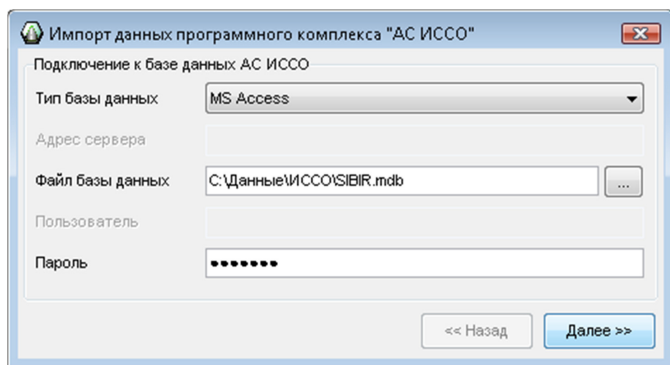 Импорт данных программного комплекса "АС ИССО"
Подключение к базе данных АС ИССО
Тип базы данных MS Access
Адрес сервера
Файл базы данных C:\Данные\ИССО\SIBIR.mdb ...
Пользователь
Пароль •••••••
<< Назад Далее >>